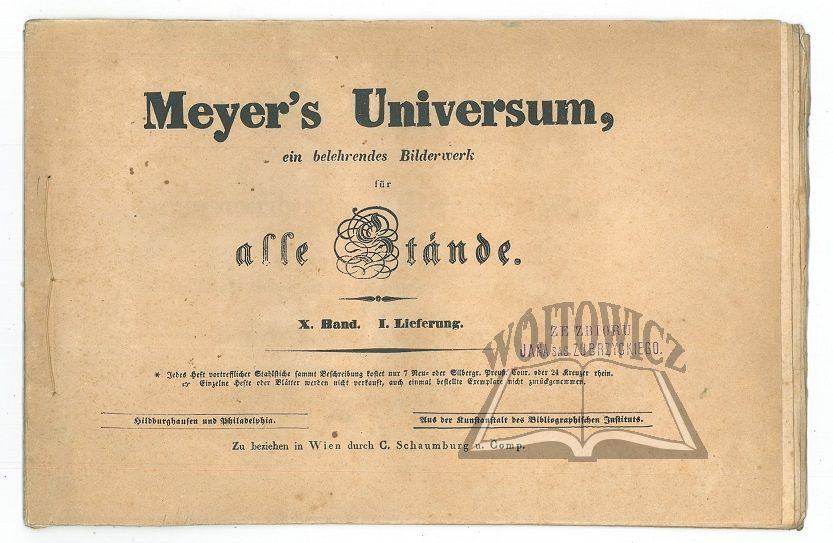 Meyer's Universum,
ein belehrendes Bilderwerk
für
alle Stände.
X. Band. I. Lieferung.
WÓJTOWICZ
ZE ZBIORU
JANA SAS ZUBRZYCKIEGO.
* Jedes Heft vortrefflicher Stahlstiche sammt Beschreibung kostet nur 7 Neu- oder Silbergr. Preuß. Cour. oder 24 Kreuzer rhein.
☞ Einzelne Hefte oder Blätter werden nicht verkauft, auch einmal bestellte Exemplare nicht zurückgenommen.
Hildburghausen und Philadelphia.
Aus der Kunstanstalt des Bibliographischen Instituts.
Zu beziehen in Wien durch C. Schaumburg u. Comp.